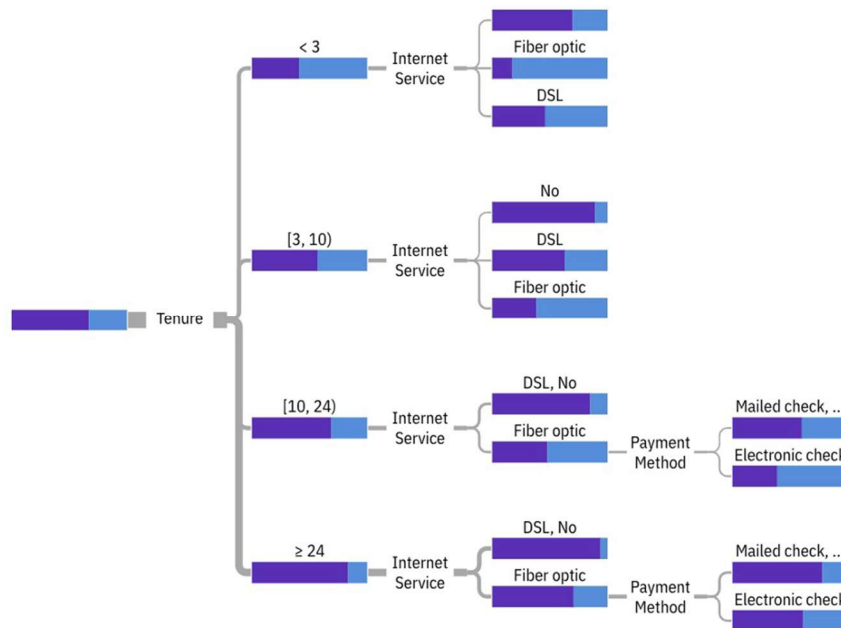 < 3
Internet
Service
Fiber optic
DSL
No
[3, 10)
Internet
Service
DSL
Fiber optic
Tenure
DSL, No
[10, 24)
Internet
Service
Fiber optic
Payment
Method
Mailed check, ...
Electronic check
DSL, No
≥ 24
Internet
Service
Fiber optic
Payment
Method
Mailed check, ...
Electronic check